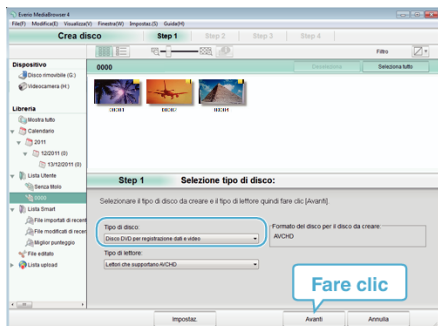 Everio MediaBrowser 4
File(F) Modifica(E) Visualizza(V) Finestra(W) Impostaz.(S) Guida(H)
Crea disco Step 1 Step 2 Step 3 Step 4
Filtro
Dispositivo
Disco rimovibile (G:)
Videocamera (H:)
Libreria
Mostra tutto
Calendario
2011
12/2011 (0)
13/12/2011 (0)
Lista Utente
Senza titolo
0000
Lista Smart
File importati di recent
File modificati di recen
Miglior punteggio
File editato
Lista upload
0000 Deseleziona Seleziona tutto
Step 1 Selezione tipo di disco:
Selezionare il tipo di disco da creare e il tipo di lettore quindi fare clic [Avanti].
Tipo di disco:
Disco DVD per registrazione dati e video
Formato del disco per il disco da creare:
AVCHD
Tipo di lettore:
Lettori che supportano AVCHD
Fare clic
Impostaz. Avanti Annulla